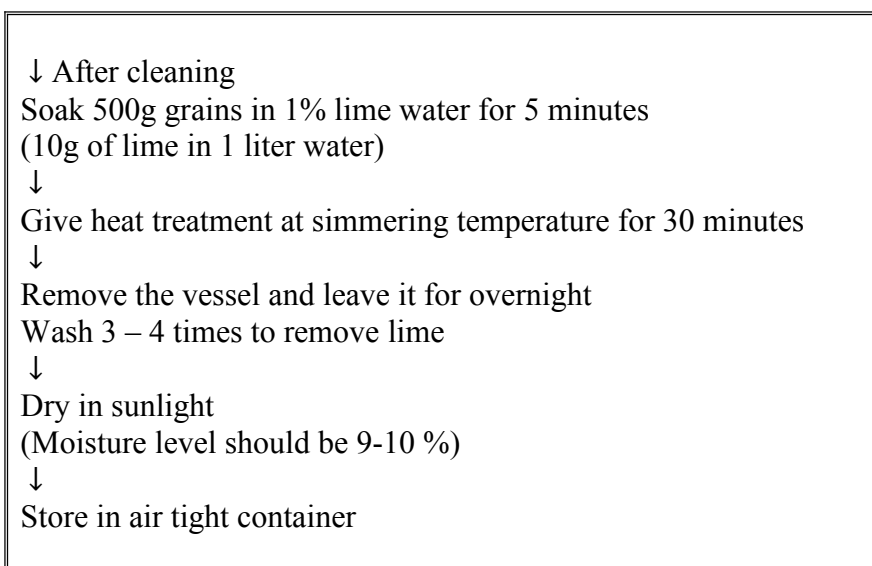 ↓ After cleaning
Soak 500g grains in 1% lime water for 5 minutes
(10g of lime in 1 liter water)
↓
Give heat treatment at simmering temperature for 30 minutes
↓
Remove the vessel and leave it for overnight
Wash 3 – 4 times to remove lime
↓
Dry in sunlight
(Moisture level should be 9-10 %)
↓
Store in air tight container